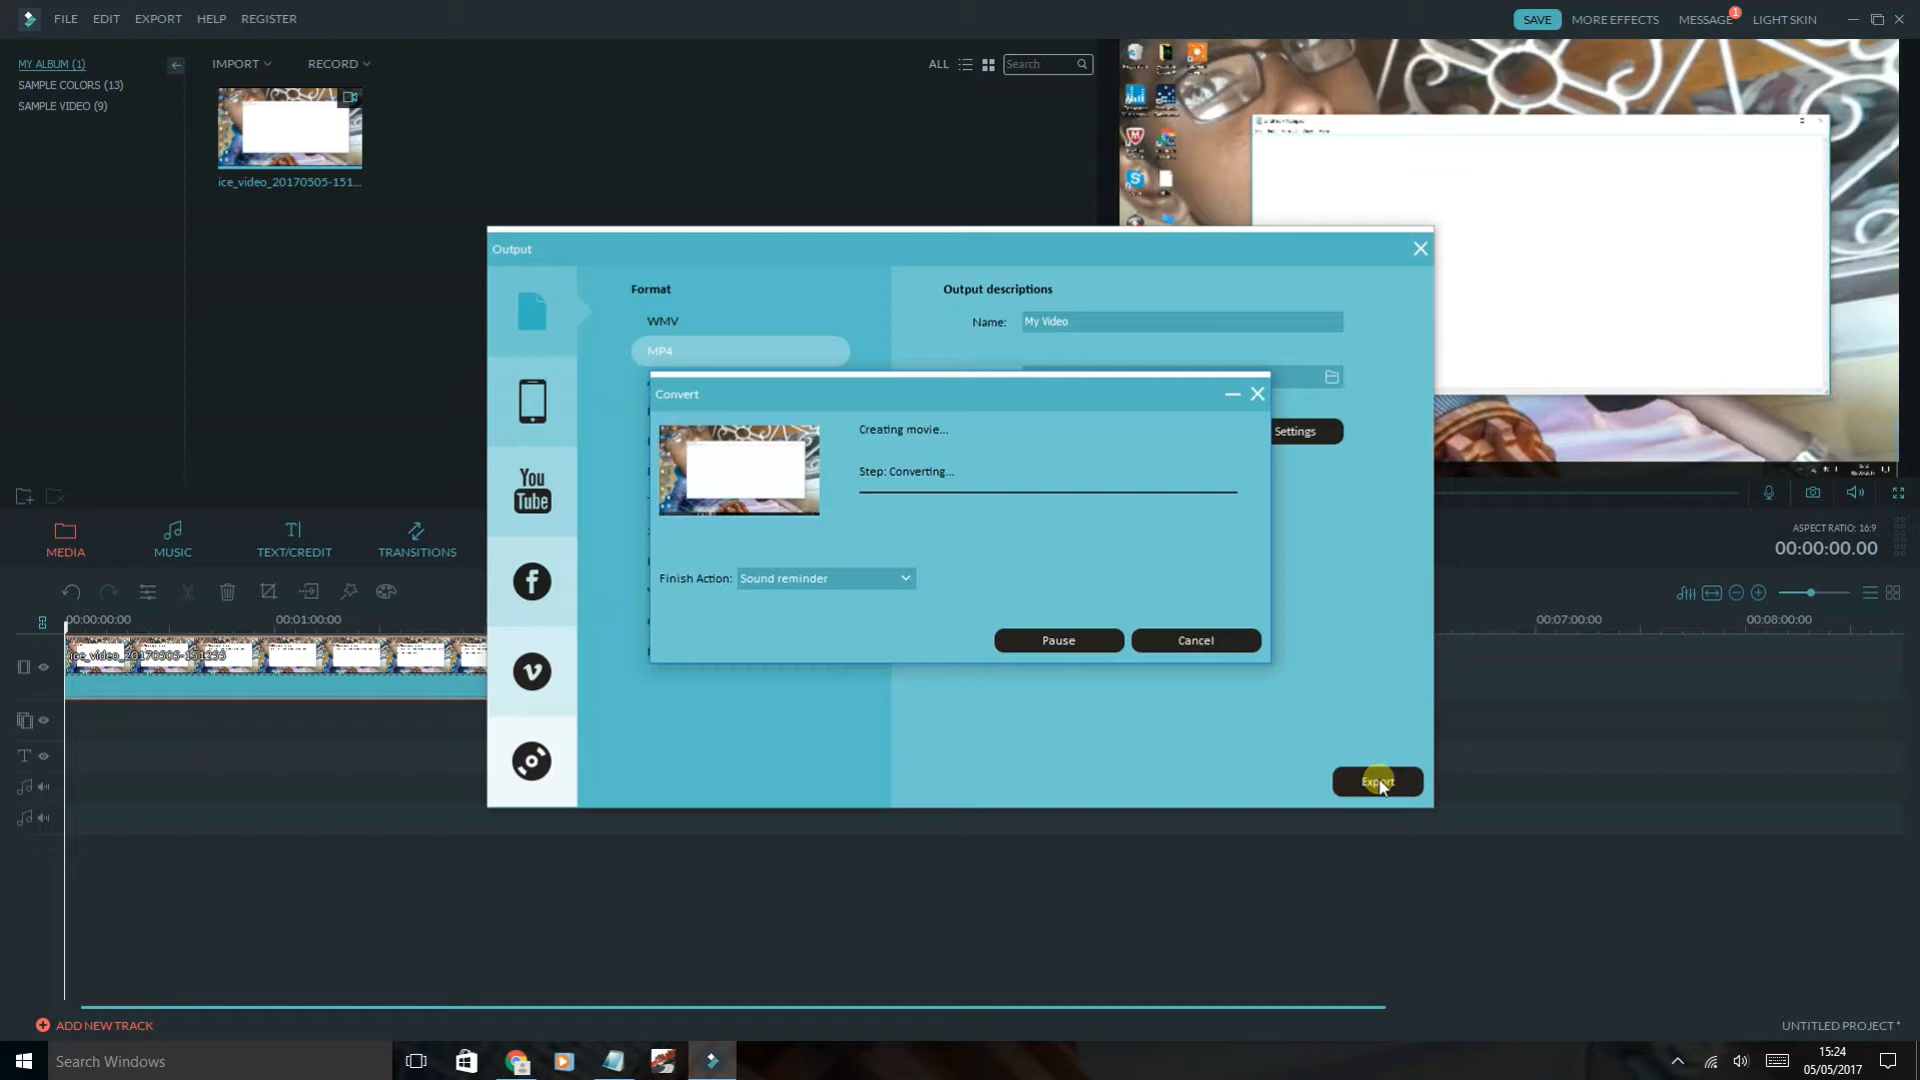 FILE EDIT EXPORT HELP REGISTER
SAVE MORE EFFECTS MESSAGE 1 LIGHT SKIN
MY ALBUM (1)
SAMPLE COLORS (13)
SAMPLE VIDEO (9)
IMPORT RECORD
ALL Search
ice_video_20170505-151...
Output
Format
WMV
MP4
Output descriptions
Name: My Video
Settings
Convert
Creating movie...
Step: Converting...
Finish Action: Sound reminder
Pause Cancel
You
Tube
Export
MEDIA MUSIC TEXT/CREDIT TRANSITIONS
ASPECT RATIO: 16:9
00:00:00.00
00:00:00:00 00:01:00:00 00:07:00:00 00:08:00:00
ice_video_20170505-151233
ADD NEW TRACK
UNTITLED PROJECT *
Search Windows
15:24
05/05/2017